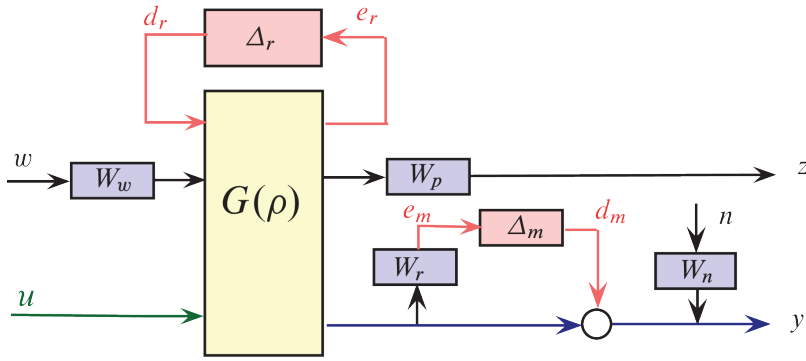 d_r
Δ_r
e_r
w
W_w
G(ρ)
W_p
z
e_m
Δ_m
d_m
n
W_r
W_n
u
y